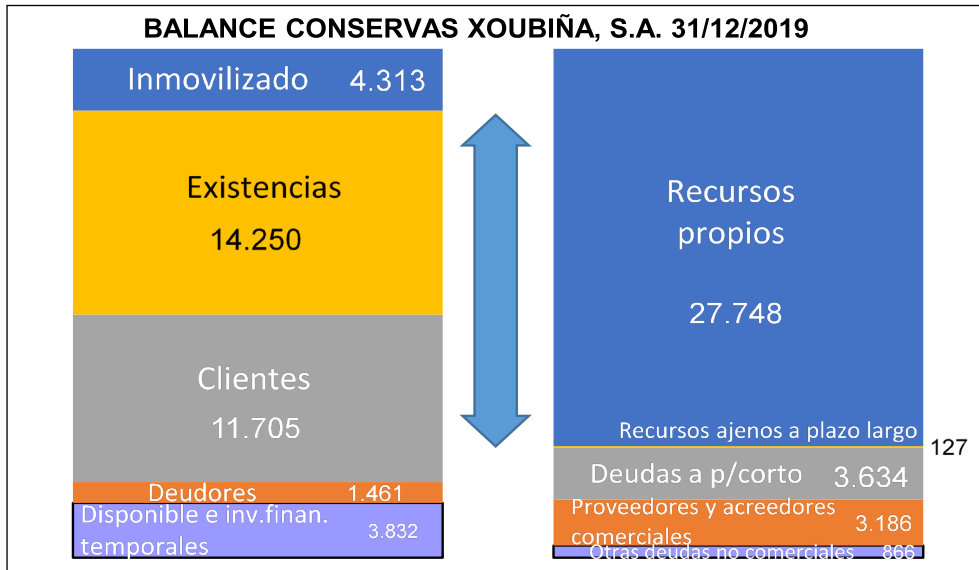 BALANCE CONSERVAS XOUBIÑA, S.A. 31/12/2019
Inmovilizado 4.313
Existencias
14.250
Clientes
11.705
Deudores 1.461
Disponible e inv.finan.
temporales 3.832
Recursos
propios
27.748
Recursos ajenos a plazo largo 127
Deudas a p/corto 3.634
Proveedores y acreedores
comerciales 3.186
Otras deudas no comerciales 866